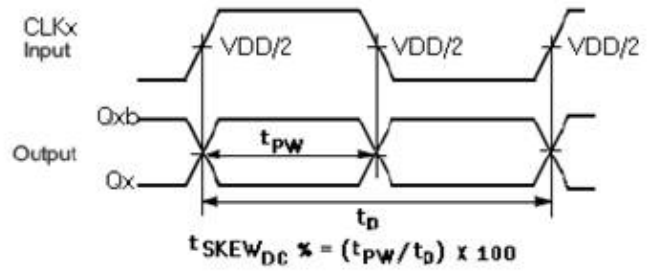 CLKx
Input
VDD/2 VDD/2 VDD/2
Qxb
Output
tPW
Qx
tD
tSKEWDC % = (tPW/tD) X 100